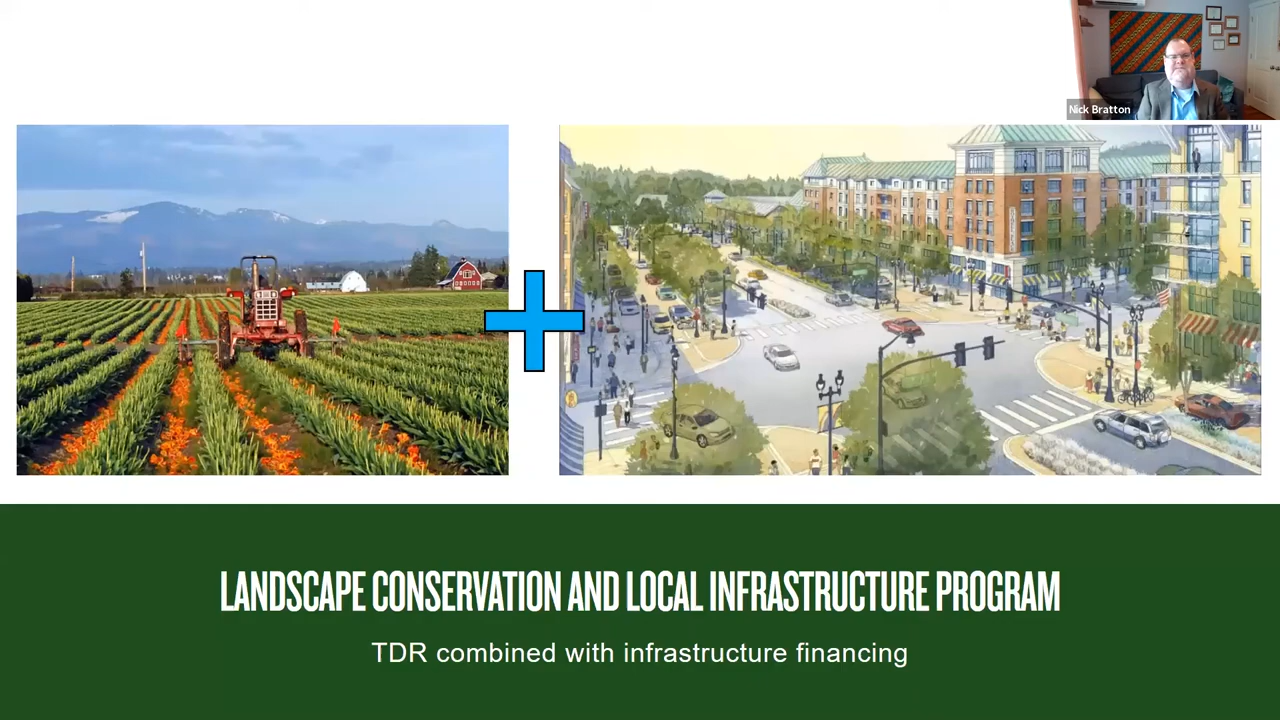 Nick Bratton
LANDSCAPE CONSERVATION AND LOCAL INFRASTRUCTURE PROGRAM
TDR combined with infrastructure financing